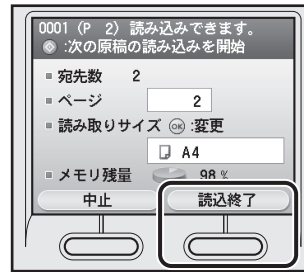 0001 (P 2) 読み込みできます。
:次の原稿の読み込みを開始
宛先数 2
ページ 2
読み取りサイズ OK :変更
A4
メモリ残量 98 %
中止 読込終了